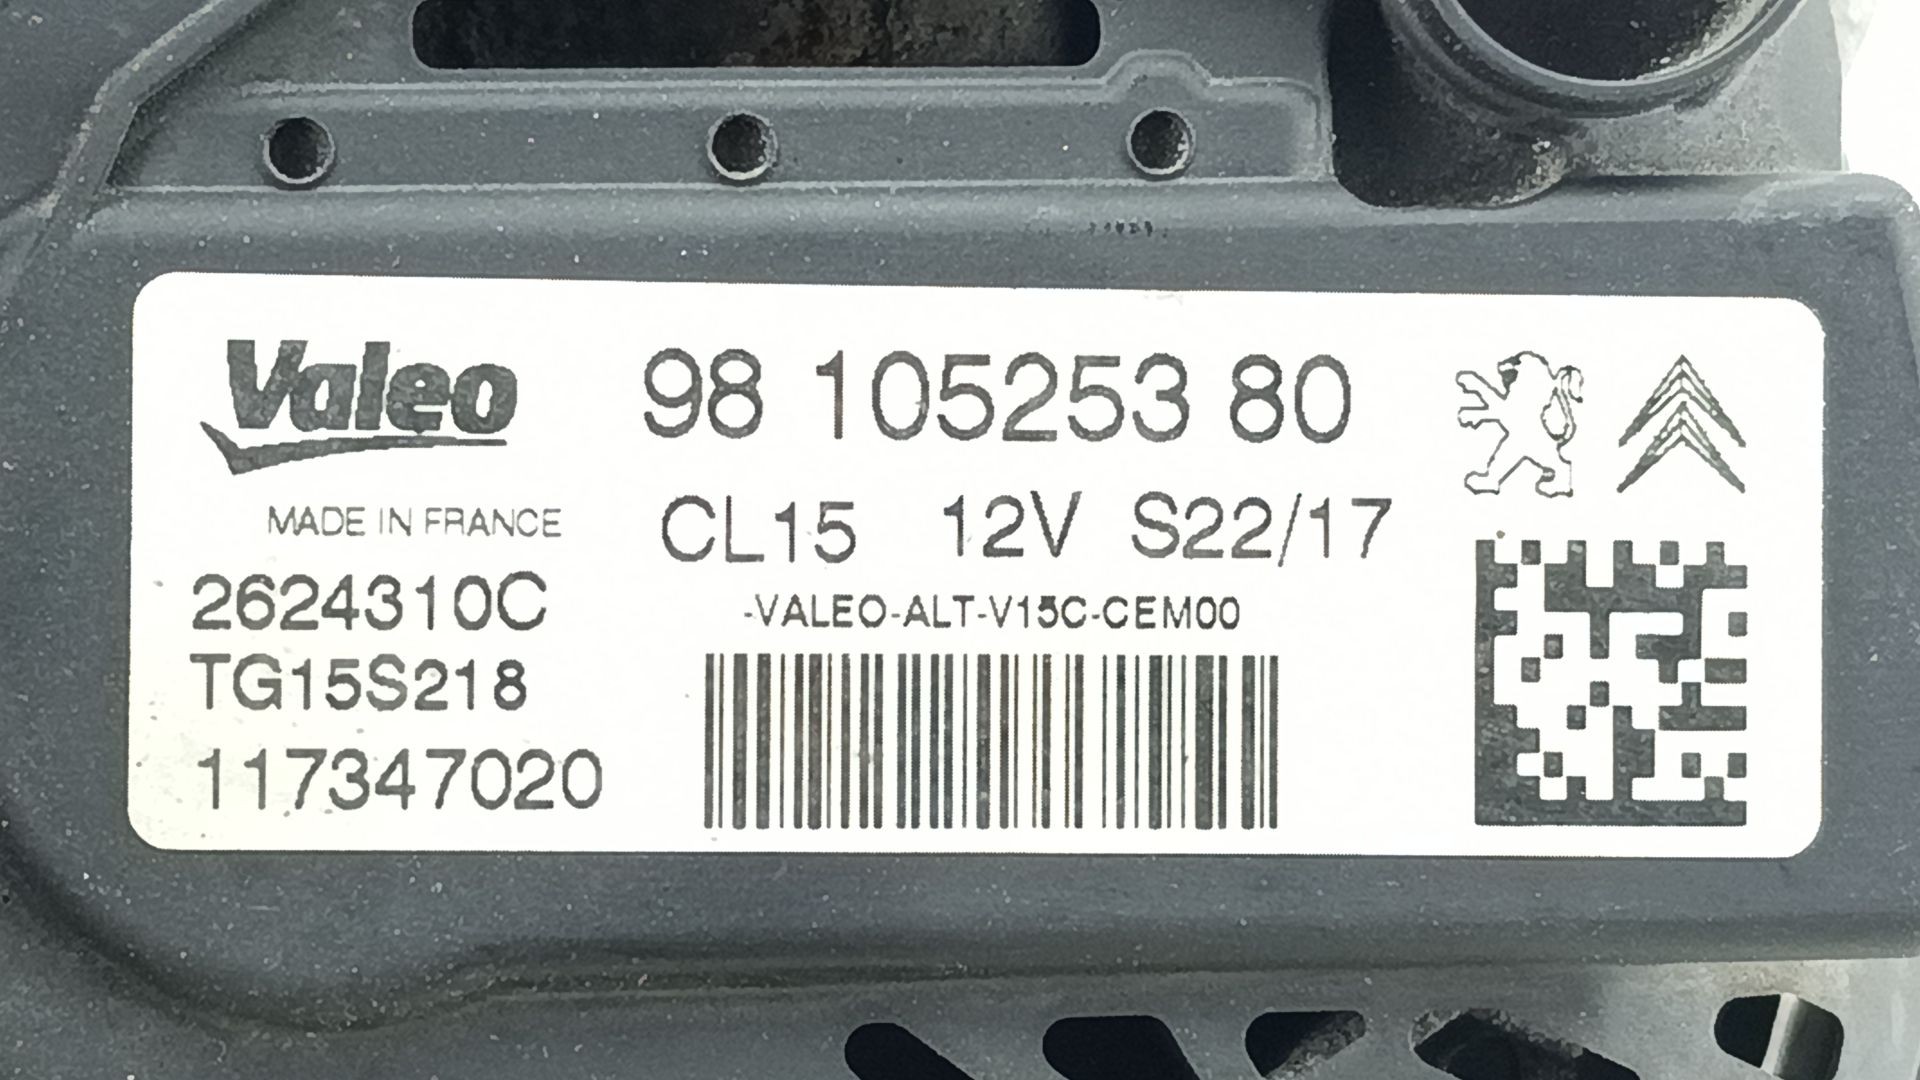 Valeo
98 105253 80
MADE IN FRANCE
CL15 12V S22/17
2624310C
-VALEO-ALT-V15C-CEM00
TG15S218
117347020